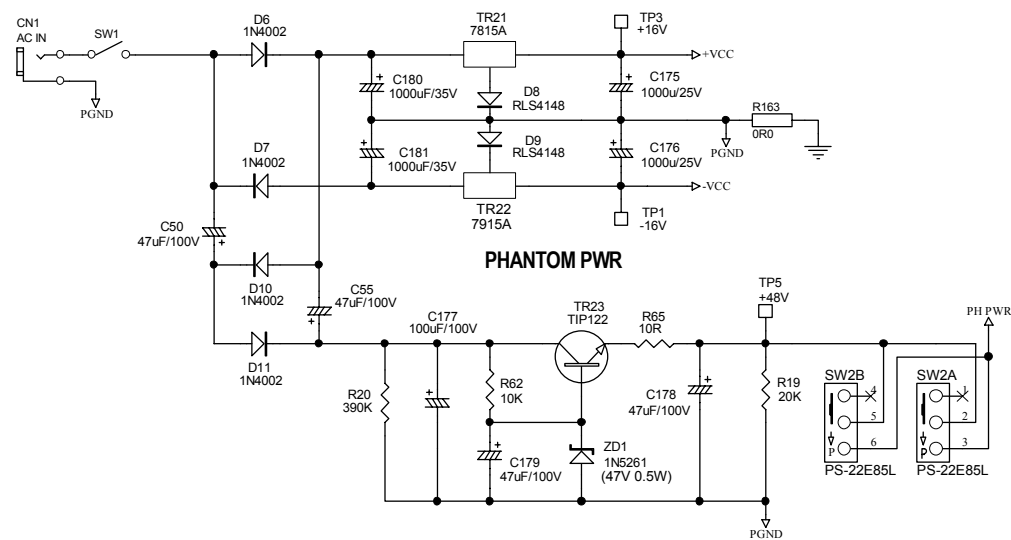 CN1
AC IN
SW1
PGND
D6
1N4002
TR21
7815A
TP3
+16V
+VCC
C180
1000uF/35V
D8
RLS4148
C175
1000u/25V
R163
0R0
PGND
D7
1N4002
C181
1000uF/35V
D9
RLS4148
C176
1000u/25V
-VCC
TR22
7915A
TP1
-16V
C50
47uF/100V
PHANTOM PWR
D10
1N4002
C55
47uF/100V
C177
100uF/100V
TR23
TIP122
R65
10R
TP5
+48V
PH PWR
D11
1N4002
R20
390K
R62
10K
C178
47uF/100V
R19
20K
SW2B
4
5
6
P
PS-22E85L
SW2A
1
2
3
P
PS-22E85L
C179
47uF/100V
ZD1
1N5261
(47V 0.5W)
PGND
+
+
+
+
+
+
+
+
+